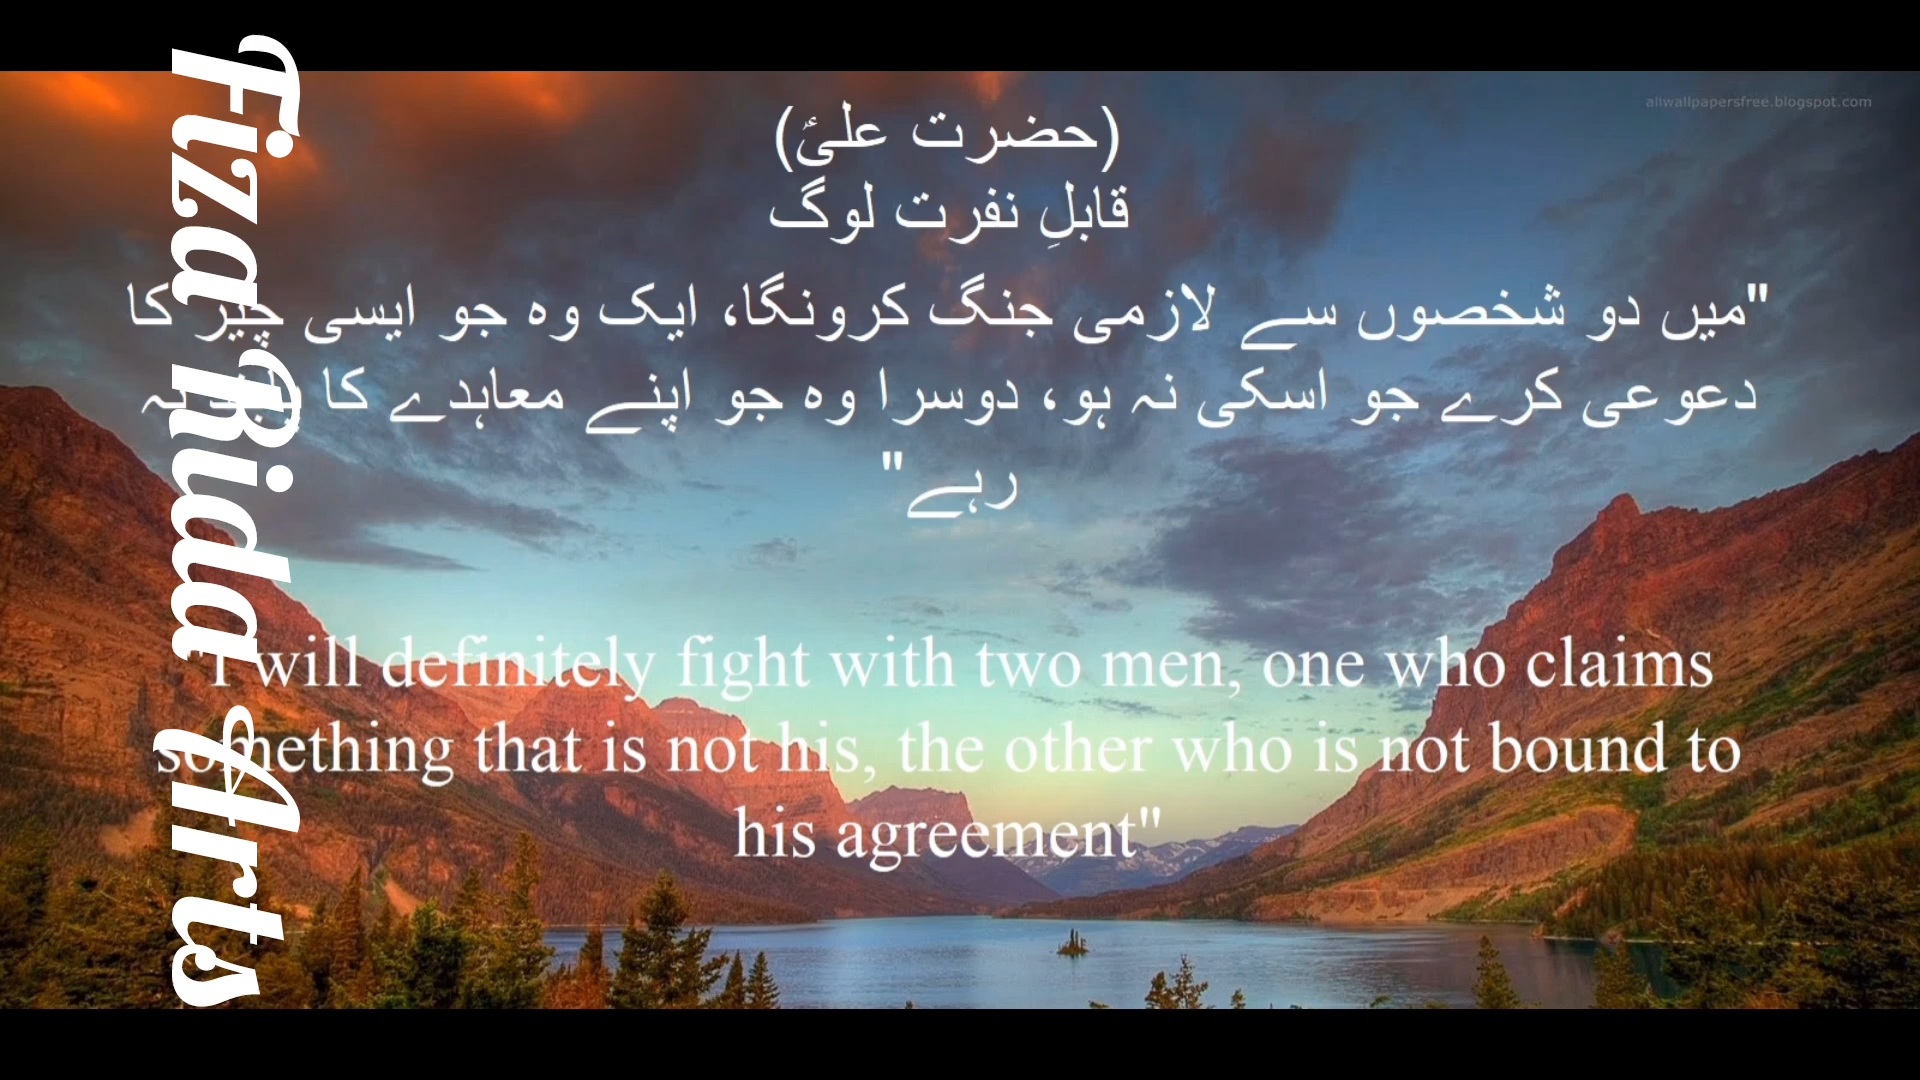 allwallpapersfree.blogspot.com
(حضرت علیؑ)
قابلِ نفرت لوگ
"میں دو شخصوں سے لازمی جنگ کرونگا، ایک وہ جو ایسی چیز کا
دعوعی کرے جو اسکی نہ ہو، دوسرا وہ جو اپنے معاہدے کا نہ
رہے"
"I will definitely fight with two men, one who claims
something that is not his, the other who is not bound to
his agreement"
Fiza Rida Arts